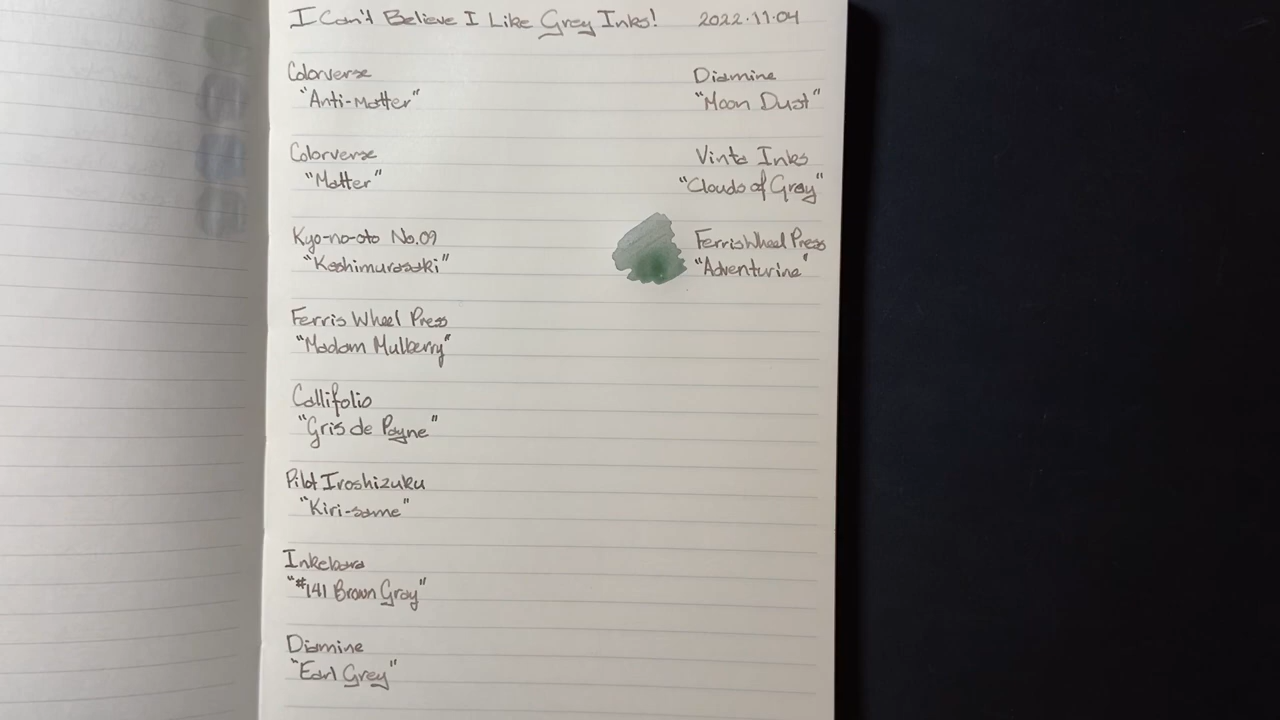 I Can't Believe I Like Grey Inks! 2022.11.04
Colorverse
"Anti-Matter"
Colorverse
"Matter"
Kyo-no-oto No.09
"Keshimurasaki"
Ferris Wheel Press
"Madam Mulberry"
Callifolio
"Gris de Payne"
Pilot Iroshizuku
"Kiri-same"
Inkebara
"#141 Brown Gray"
Diamine
"Earl Grey"
Diamine
"Moon Dust"
Vinta Inks
"Clouds of Gray"
Ferris Wheel Press
"Adventurine"